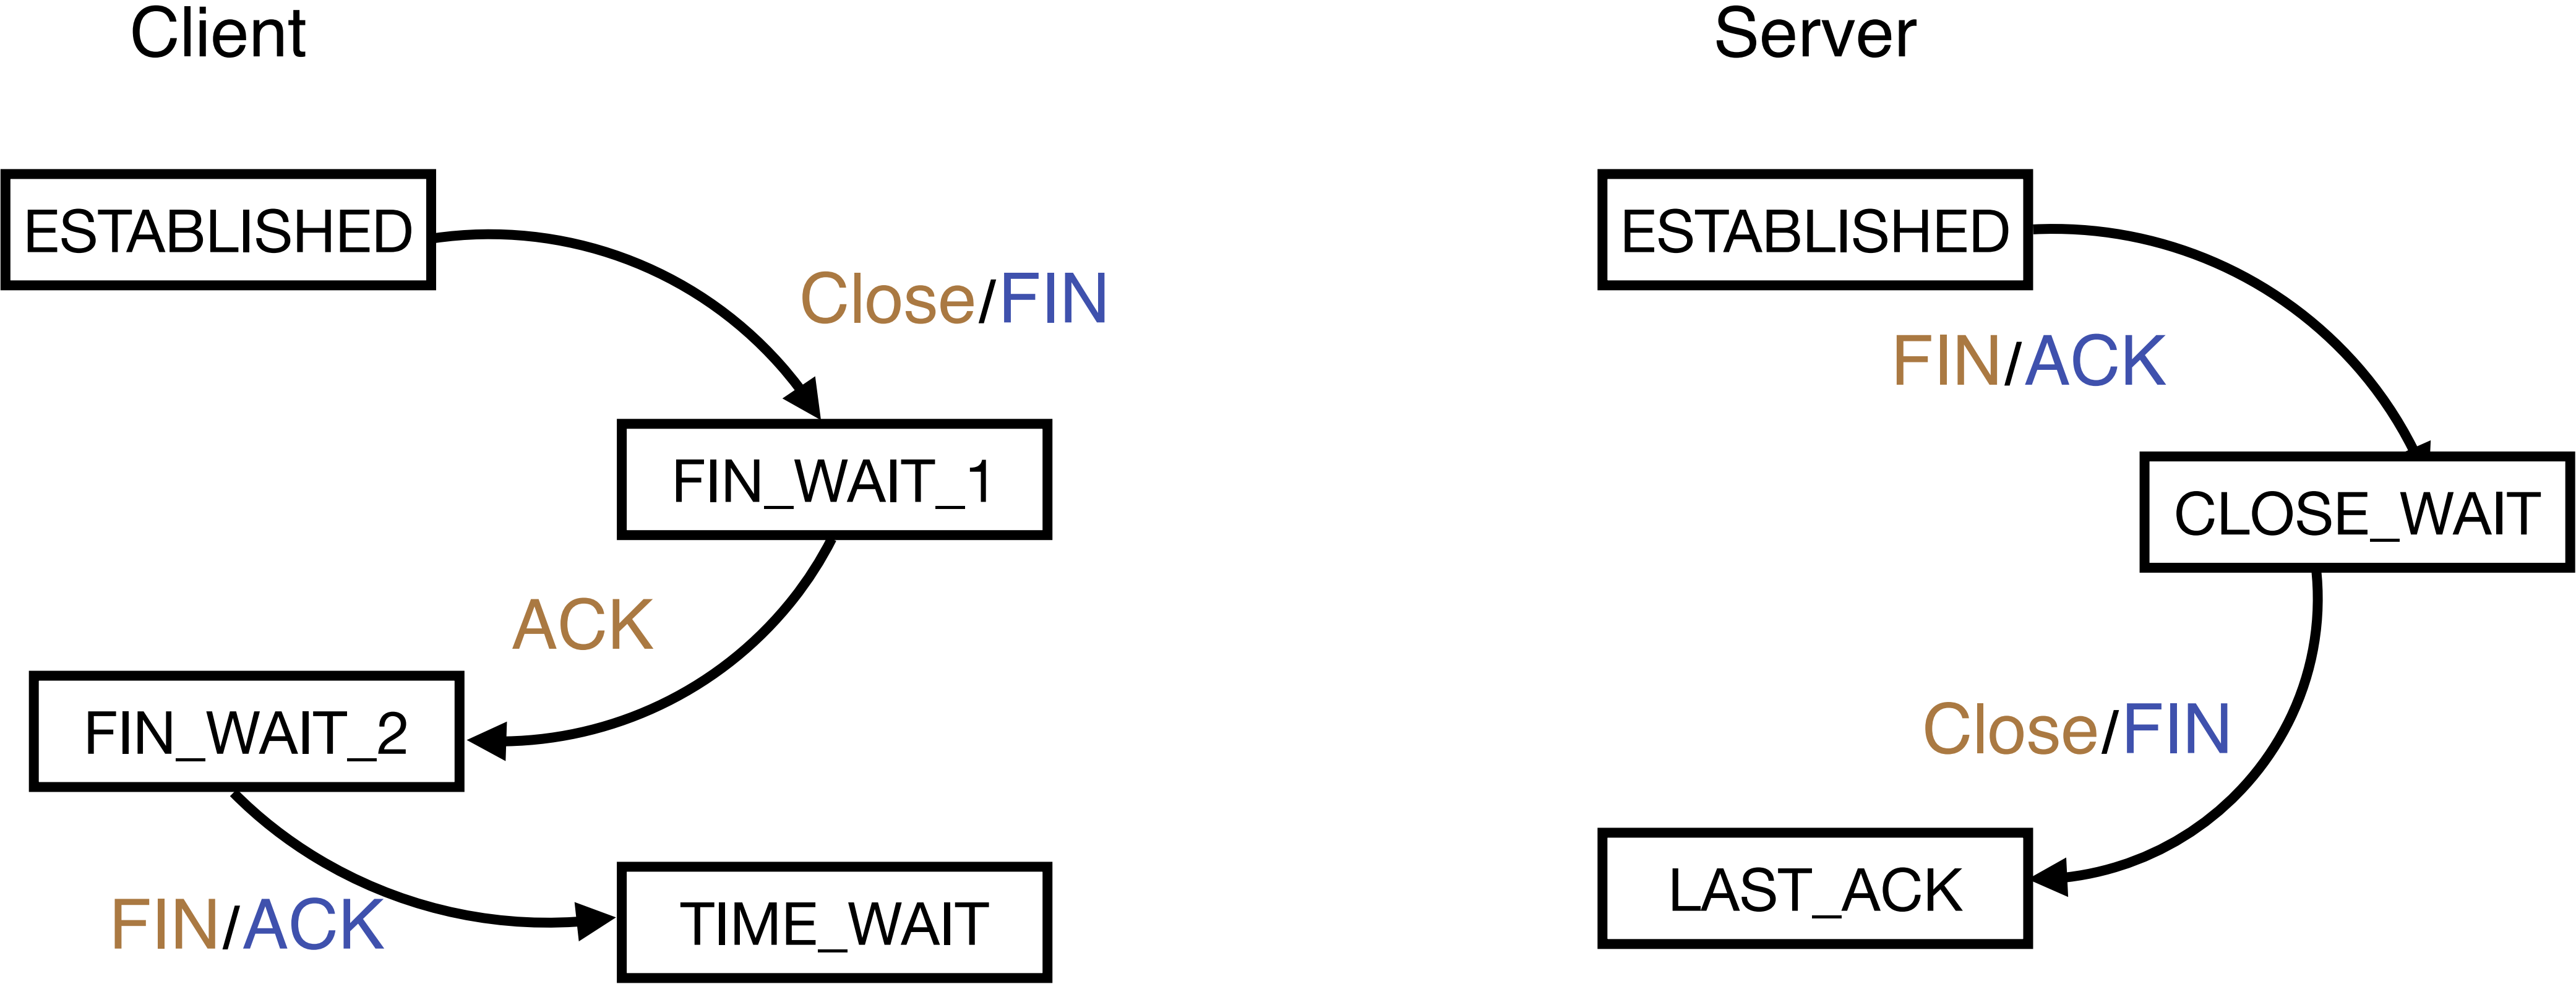 Client
ESTABLISHED
Close/FIN
FIN_WAIT_1
ACK
FIN_WAIT_2
FIN/ACK
TIME_WAIT
Server
ESTABLISHED
FIN/ACK
CLOSE_WAIT
Close/FIN
LAST_ACK